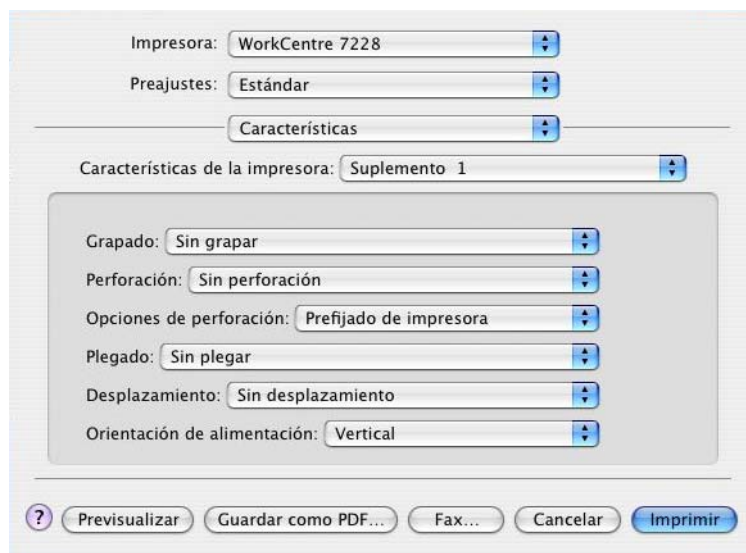 Impresora: WorkCentre 7228
Preajustes: Estándar
Características
Características de la impresora: Suplemento 1
Grapado: Sin grapar
Perforación: Sin perforación
Opciones de perforación: Prefijado de impresora
Plegado: Sin plegar
Desplazamiento: Sin desplazamiento
Orientación de alimentación: Vertical
? Previsualizar Guardar como PDF... Fax... Cancelar Imprimir